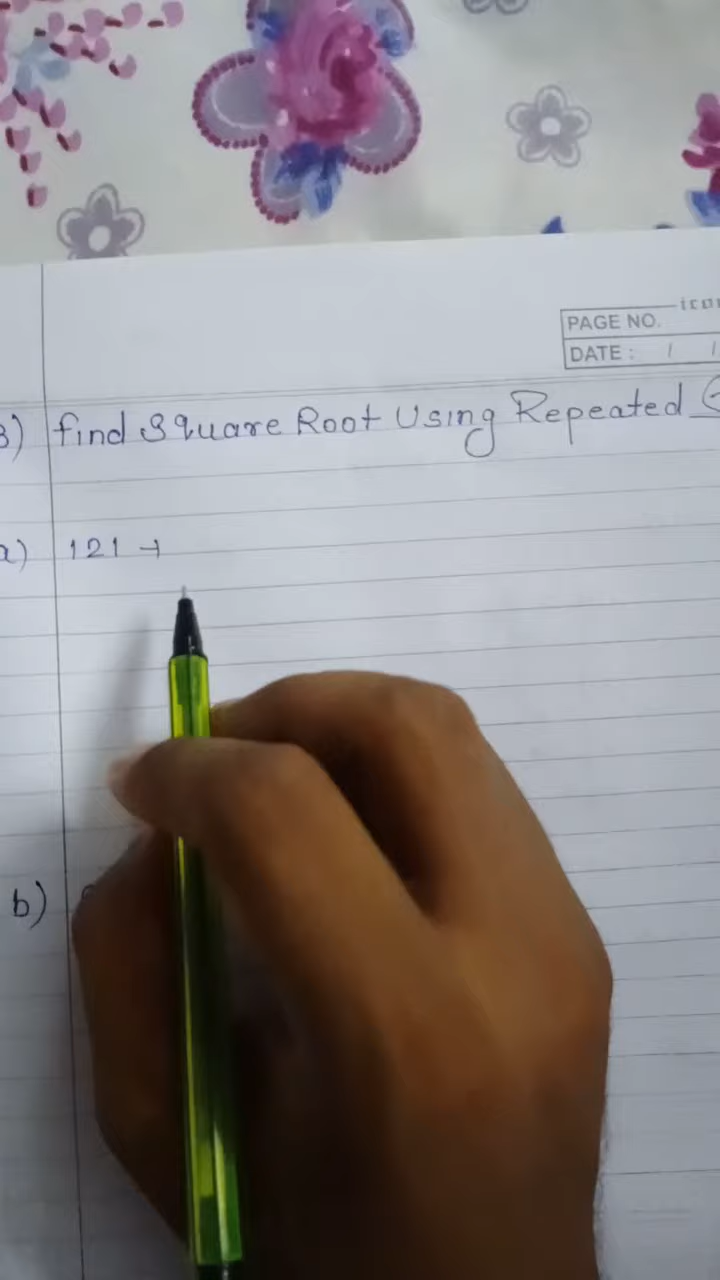 PAGE NO.
DATE : / /
3) find Square Root Using Repeated
a) 121 →
b)